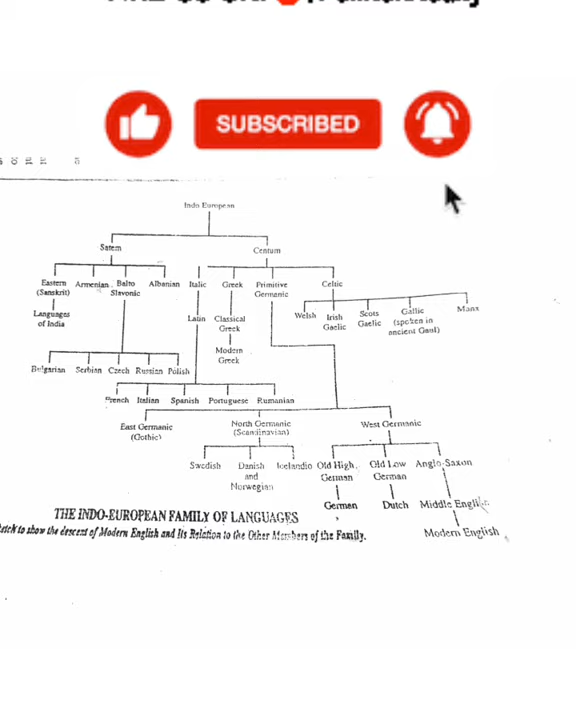 SUBSCRIBED
Indo European
Satem Centum
Eastern Armenian Balto Albanian Italic Greek Primitive Celtic
(Sanskrit) Slavonic Germanic
Languages Latin Classical Welsh Irish Scots Gallic Manx
of India Greek Gaelic Gaelic (spoken in
ancient Gaul)
Modern
Greek
Bulgarian Serbian Czech Russian Polish
French Italian Spanish Portuguese Rumanian
East Germanic North Germanic West Germanic
(Gothic) (Scandinavian)
Swedish Danish Icelandic Old High Old Low Anglo-Saxon
and German German
Norwegian
German Dutch Middle English
Modern English
THE INDO-EUROPEAN FAMILY OF LANGUAGES
to show the descent of Modern English and Its Relation to the Other Members of the Family.